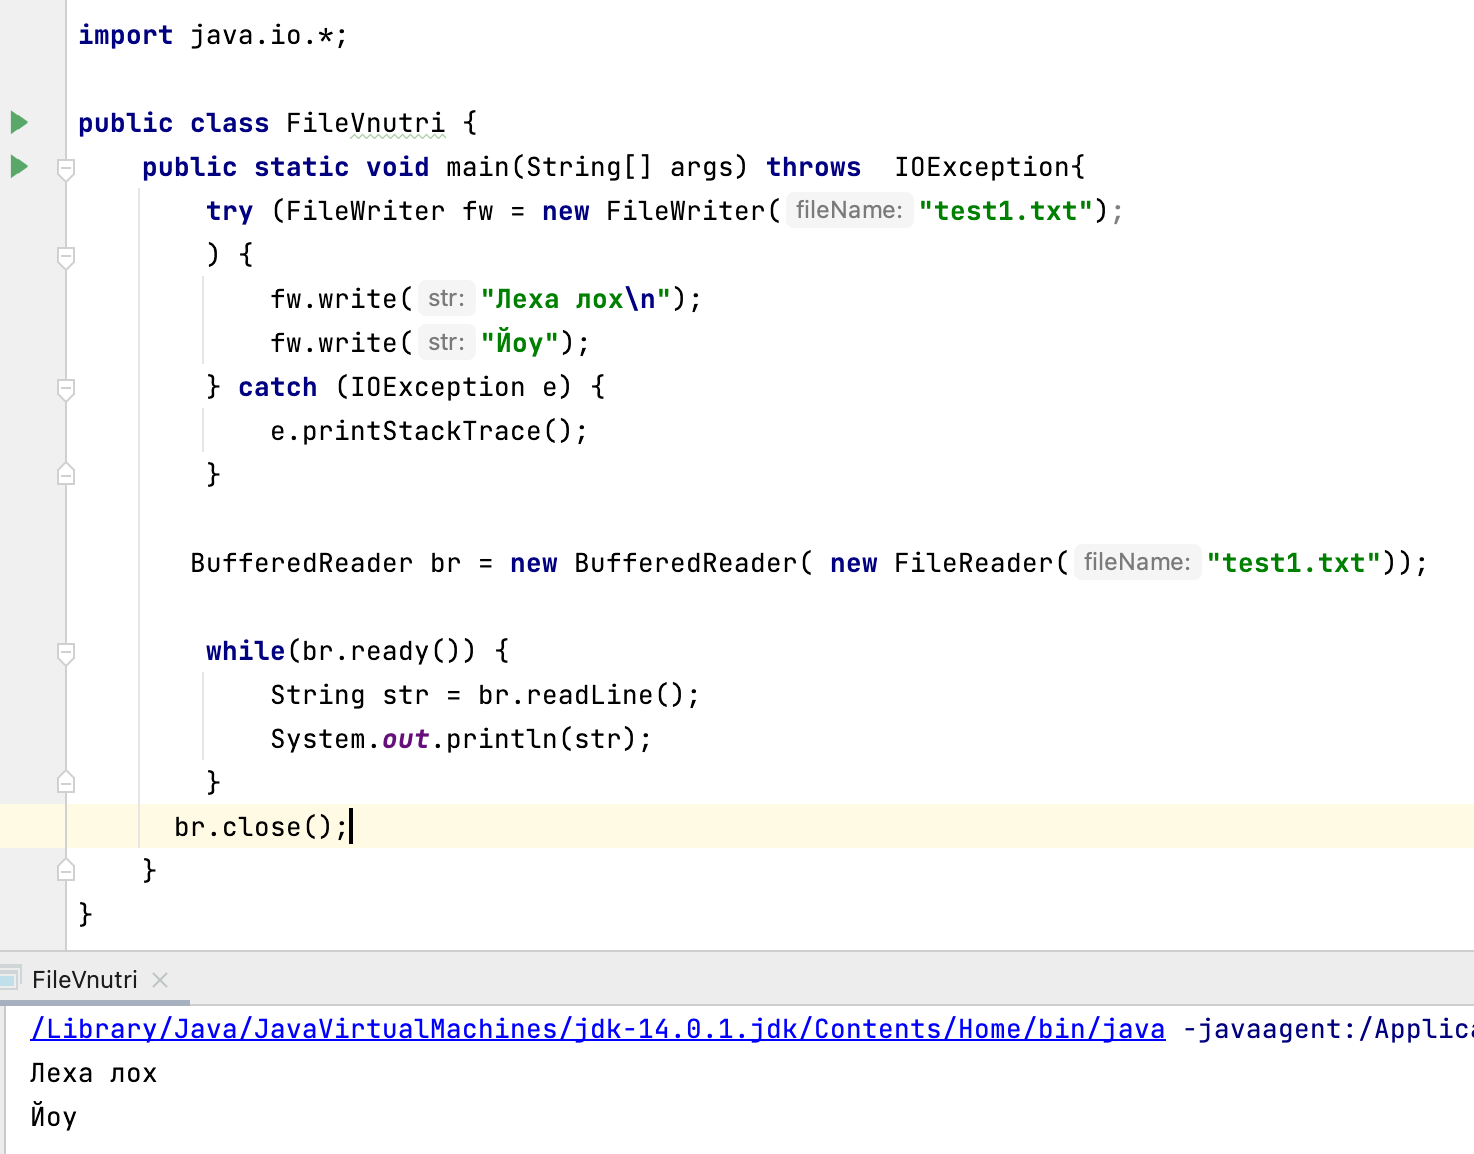 import java.io.*;
public class FileVnutri {
public static void main(String[] args) throws  IOException{
try (FileWriter fw = new FileWriter( fileName: "test1.txt");
) {
fw.write( str: "Леха лох\n");
fw.write( str: "Йоу");
} catch (IOException e) {
e.printStackTrace();
}
BufferedReader br = new BufferedReader( new FileReader( fileName: "test1.txt"));
while(br.ready()) {
String str = br.readLine();
System.out.println(str);
}
br.close();
}
}
FileVnutri
/Library/Java/JavaVirtualMachines/jdk-14.0.1.jdk/Contents/Home/bin/java -javaagent:/Applic
Леха лох
Йоу